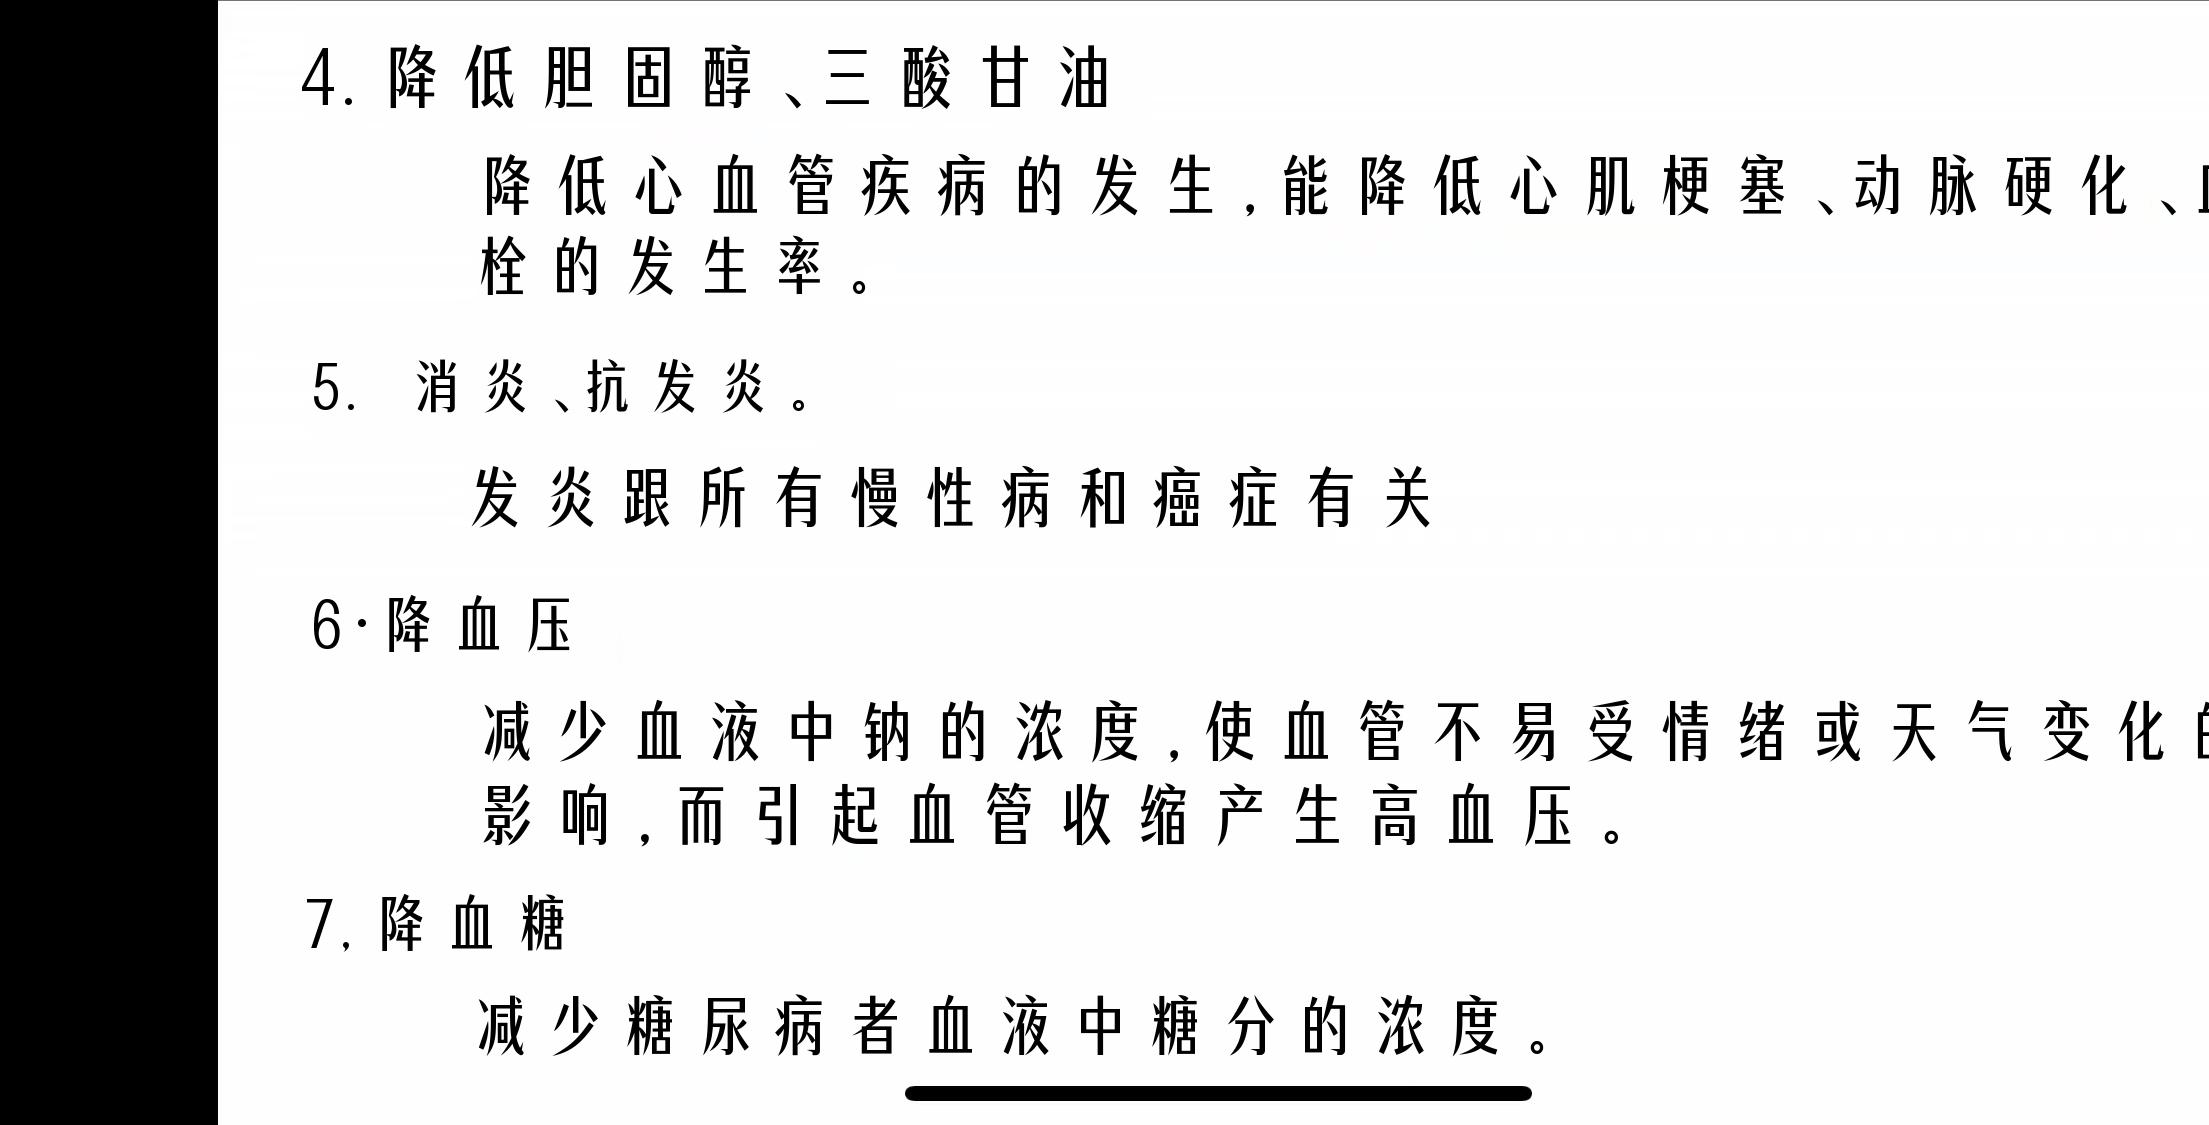 4. 降低胆固醇、三酸甘油
降低心血管疾病的发生,能降低心肌梗塞、动脉硬化、
栓的发生率。
5. 消炎、抗发炎。
发炎跟所有慢性病和癌症有关
6·降血压
减少血液中钠的浓度,使血管不易受情绪或天气变化
影响,而引起血管收缩产生高血压。
7,降血糖
减少糖尿病者血液中糖分的浓度。